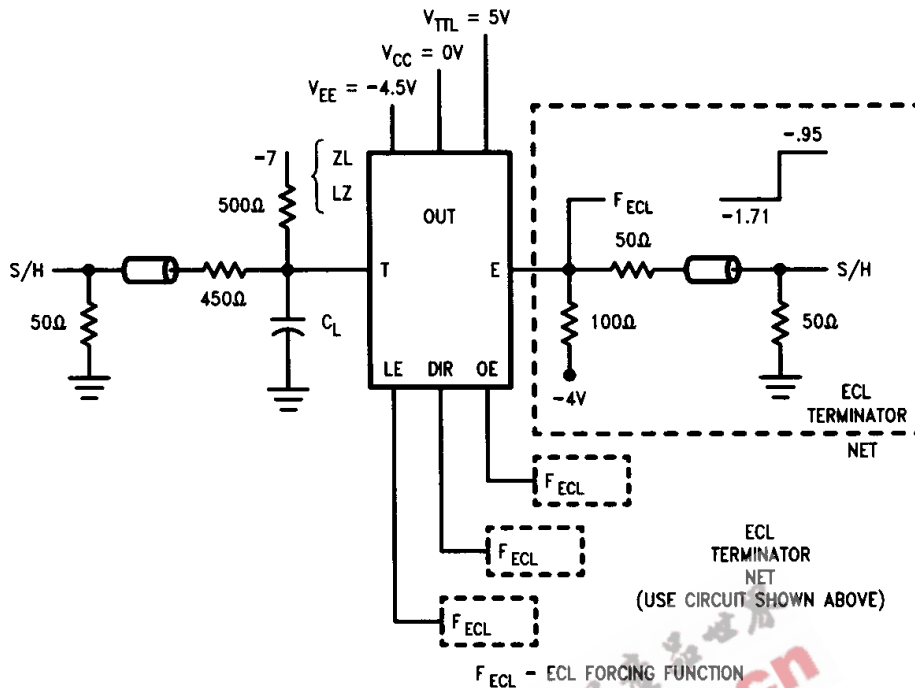 V_TTL = 5V
V_CC = 0V
V_EE = -4.5V
-7
ZL
LZ
500Ω
OUT
S/H
50Ω
450Ω
C_L
T
E
LE DIR OE
F_ECL
-.95
-1.71
50Ω
S/H
100Ω
50Ω
-4V
ECL
TERMINATOR
NET
F_ECL
F_ECL
F_ECL
ECL
TERMINATOR
NET
(USE CIRCUIT SHOWN ABOVE)
F_ECL - ECL FORCING FUNCTION